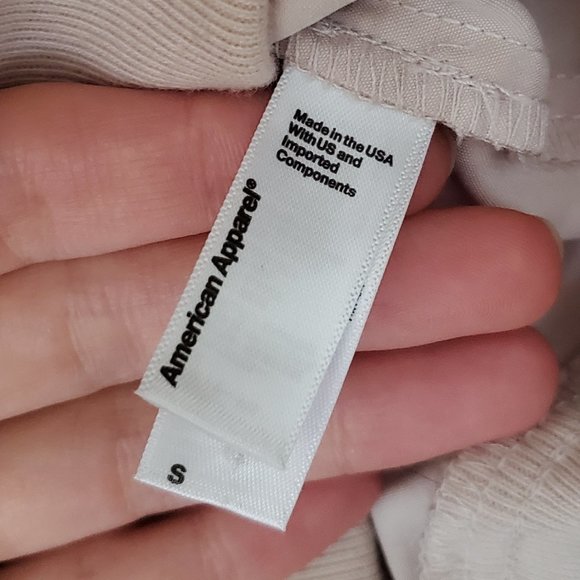 Made in the USA
With US and
Imported
Components
American Apparel®
S